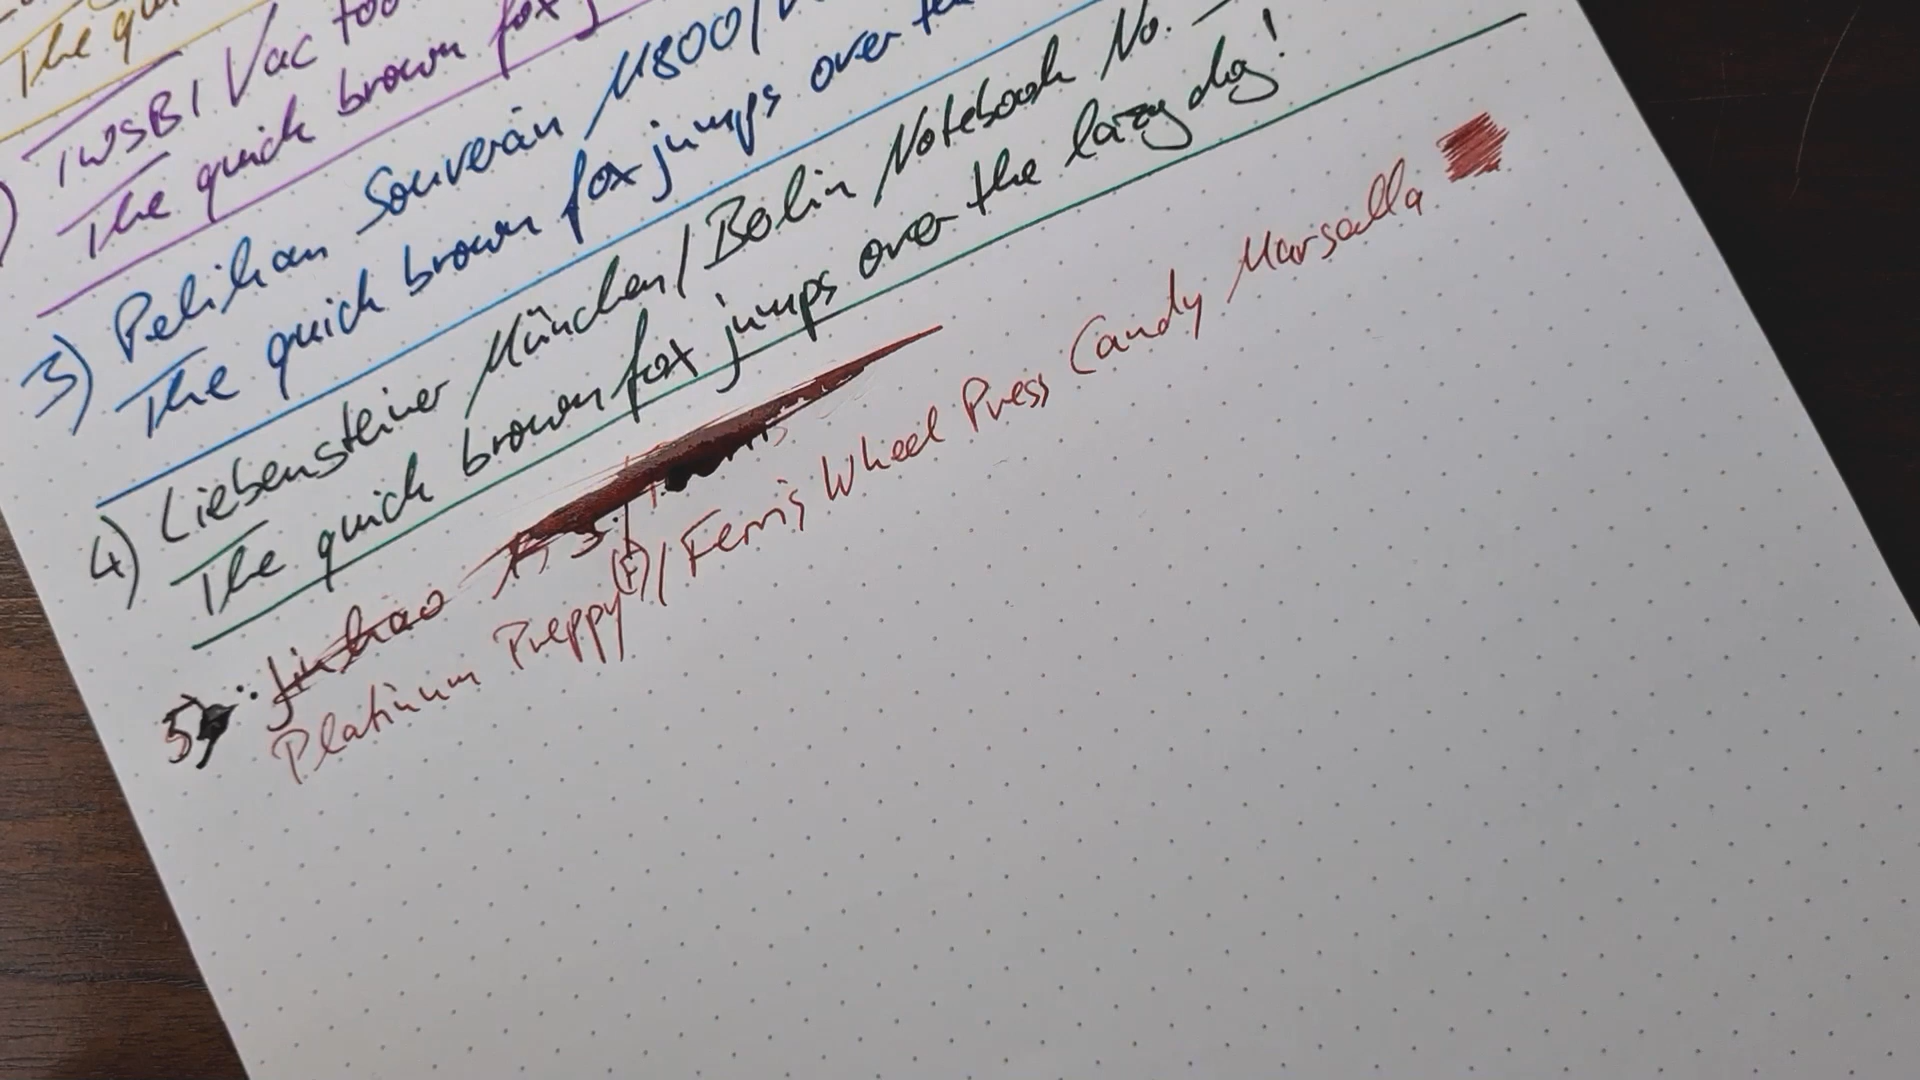 The qu
TWSBI Vac
The quick brown fox j
3) Pelikan Souverän M800/
The quick brown fox jumps over
4) Liebensteiner München/Berlin Notebook No.
The quick brown fox jumps over the lazy dog!
5) Jinhao
Platinum Preppy (F)/Ferris Wheel Press Candy Marsalla